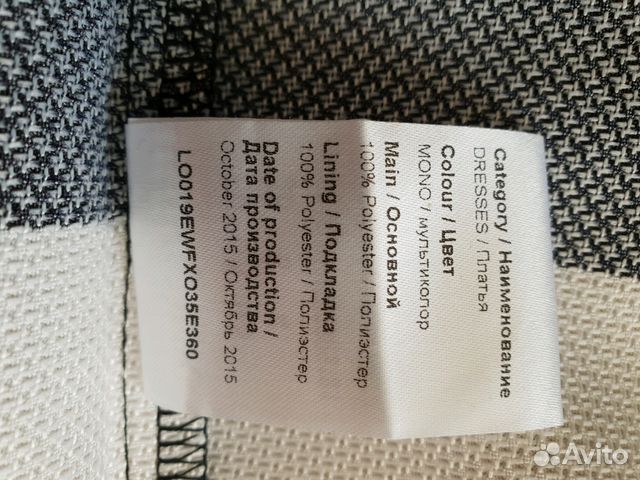 Category / Наименование
DRESSES / Платья
Colour / Цвет
MONO / мультиколор
Main / Основной
100% Polyester / Полиэстер
Lining / Подкладка
100% Polyester / Полиэстер
Date of production /
Дата производства
October 2015 / Октябрь 2015
LO019EWFXO35E360
Avito